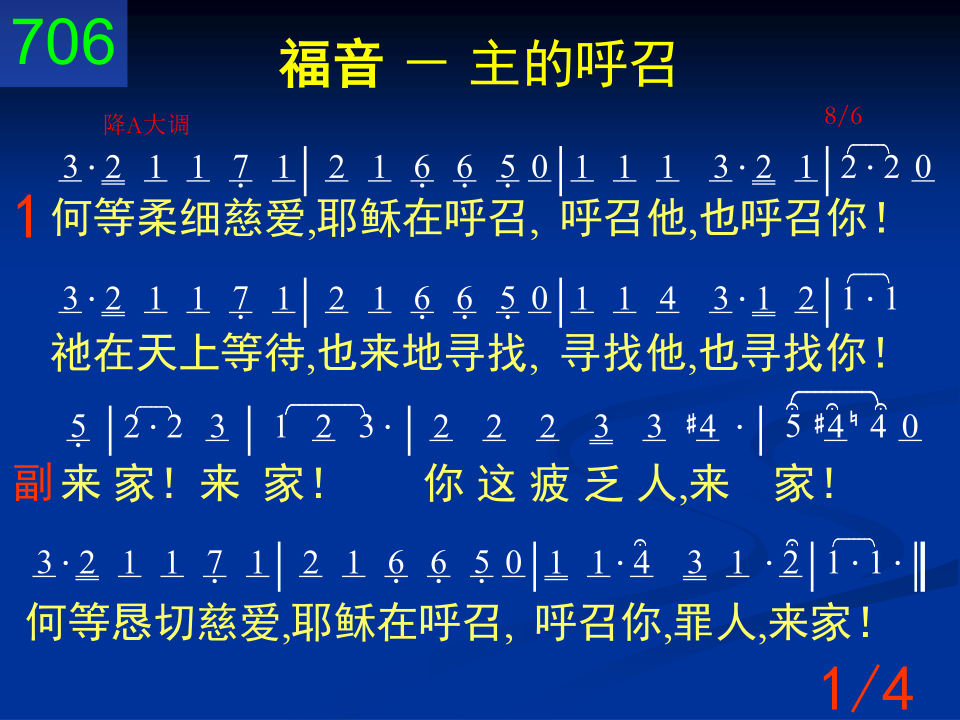 706
福音 － 主的呼召
降A大调
8/6
3·2 1 1 7 1| 2 1 6 6 5 0|1 1 1 3·2 1|2·2 0
1 何等柔细慈爱,耶稣在呼召, 呼召他,也呼召你!
3·2 1 1 7 1| 2 1 6 6 5 0|1 1 4 3·1 2|1·1
祂在天上等待,也来地寻找, 寻找他,也寻找你!
5 |2·2 3 | 1 2 3· | 2 2 2 3 3 ♯4 · | 5 ♯4 ♮4 0
副 来 家! 来 家! 你 这 疲 乏 人,来 家!
3·2 1 1 7 1| 2 1 6 6 5 0|1 1·4 3 1 ·2|1·1·‖
何等恳切慈爱,耶稣在呼召, 呼召你,罪人,来家!
1/4